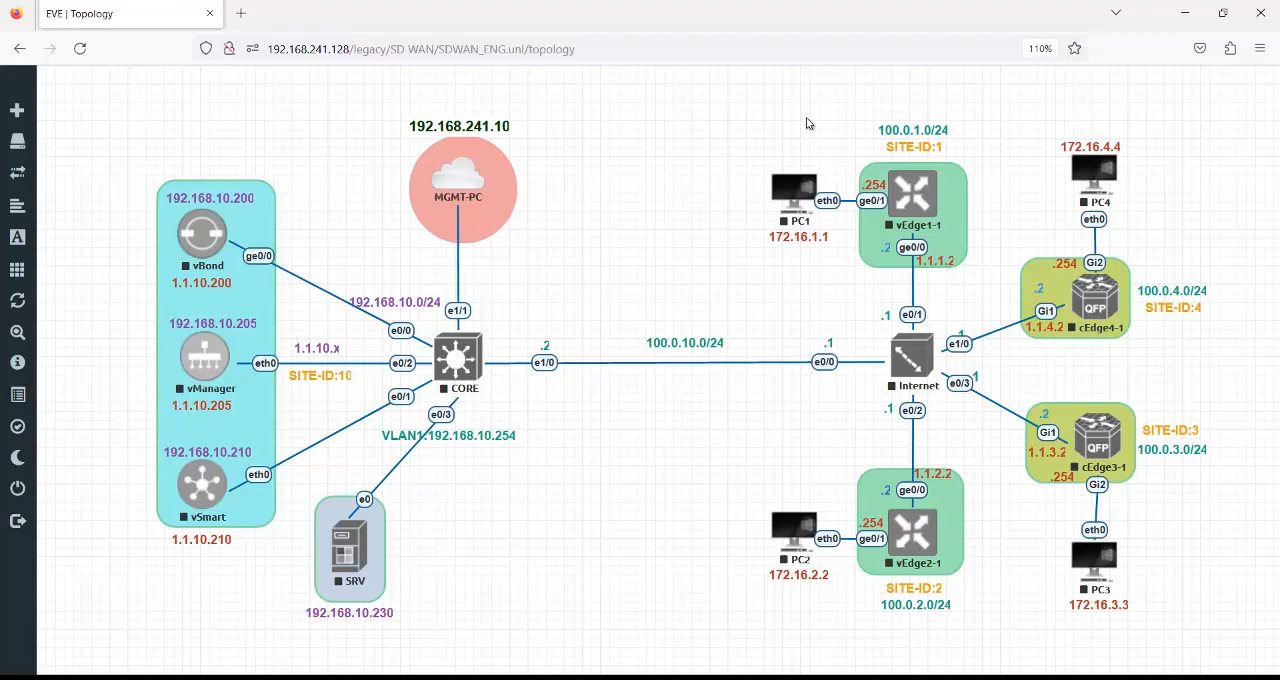 EVE | Topology
192.168.241.128/legacy/SD WAN/SDWAN_ENG.unl/topology
110%
192.168.241.10
MGMT-PC
e1/1
192.168.10.200
vBond
ge0/0
1.1.10.200
192.168.10.0/24
e0/0
192.168.10.205
vManager
eth0
1.1.10.205
1.1.10.x
SITE-ID:10
e0/2
e0/1
CORE
e0/3
VLAN1:192.168.10.254
192.168.10.210
vSmart
eth0
1.1.10.210
e0
SRV
192.168.10.230
.2
e1/0
100.0.10.0/24
.1
e0/0
Internet
100.0.1.0/24
SITE-ID:1
PC1
eth0
172.16.1.1
.254
ge0/1
vEdge1-1
.2
ge0/0
1.1.1.2
.1
e0/1
172.16.4.4
PC4
eth0
.254
Gi2
.2
Gi1
1.1.4.2
cEdge4-1
QFP
100.0.4.0/24
SITE-ID:4
.1
e1/0
e0/3
.1
.2
Gi1
1.1.3.2
QFP
cEdge3-1
.254
Gi2
SITE-ID:3
100.0.3.0/24
eth0
PC3
172.16.3.3
.1
e0/2
1.1.2.2
.2
ge0/0
.254
ge0/1
vEdge2-1
eth0
PC2
172.16.2.2
SITE-ID:2
100.0.2.0/24